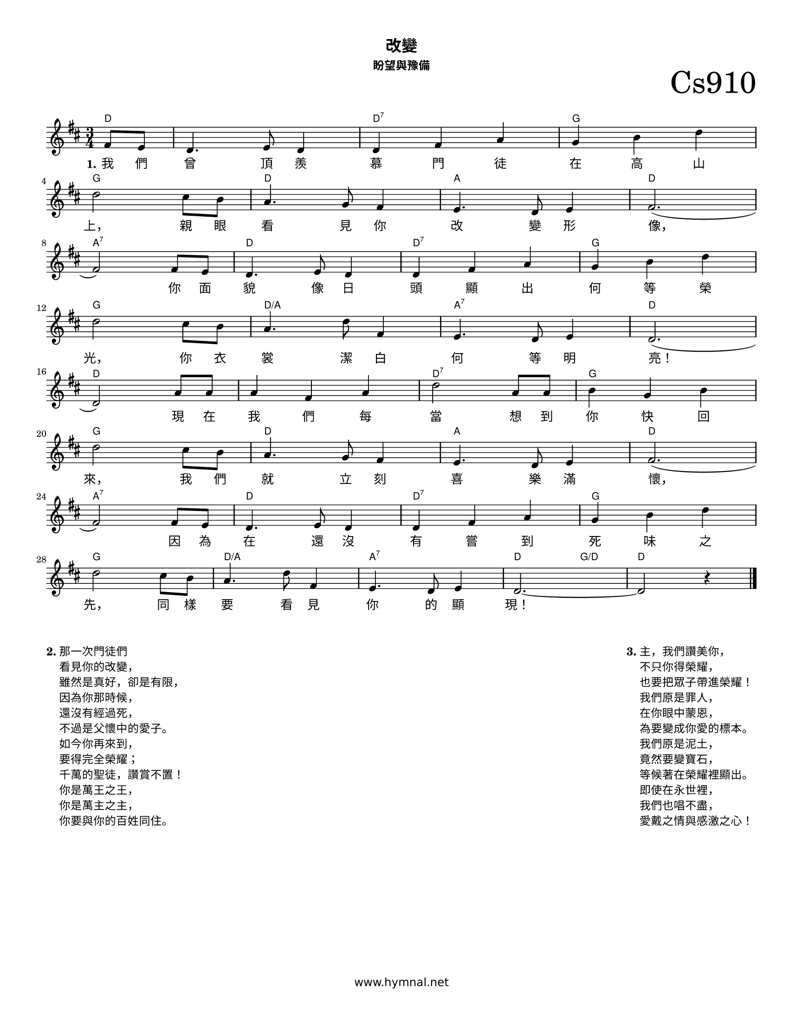 改變
盼望與豫備
Cs910
D D7 G
1. 我 們 曾 頂 羨 慕 門 徒 在 高 山
4 G D A D
上， 親 眼 看 見 你 改 變 形 像，
8 A7 D D7 G
你 面 貌 像 日 頭 顯 出 何 等 榮
12 G D/A A7 D
光， 你 衣 裳 潔 白 何 等 明 亮！
16 D D7 G
現 在 我 們 每 當 想 到 你 快 回
20 G D A D
來， 我 們 就 立 刻 喜 樂 滿 懷，
24 A7 D D7 G
因 為 在 還 沒 有 嘗 到 死 味 之
28 G D/A A7 D G/D D
先， 同 樣 要 看 見 你 的 顯 現！
2. 那一次門徒們
看見你的改變，
雖然是真好，卻是有限，
因為你那時候，
還沒有經過死，
不過是父懷中的愛子。
如今你再來到，
要得完全榮耀；
千萬的聖徒，讚賞不置！
你是萬王之王，
你是萬主之主，
你要與你的百姓同住。
3. 主，我們讚美你，
不只你得榮耀，
也要把眾子帶進榮耀！
我們原是罪人，
在你眼中蒙恩，
為要變成你愛的標本。
我們原是泥土，
竟然要變寶石，
等候著在榮耀裡顯出。
即使在永世裡，
我們也唱不盡，
愛戴之情與感激之心！
www.hymnal.net